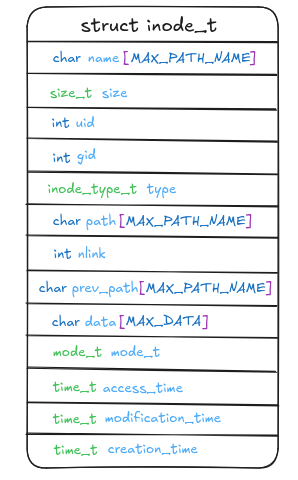 struct inode_t
char name[MAX_PATH_NAME]
size_t size
int uid
int gid
inode_type_t type
char path[MAX_PATH_NAME]
int nlink
char prev_path[MAX_PATH_NAME]
char data[MAX_DATA]
mode_t mode_t
time_t access_time
time_t modification_time
time_t creation_time